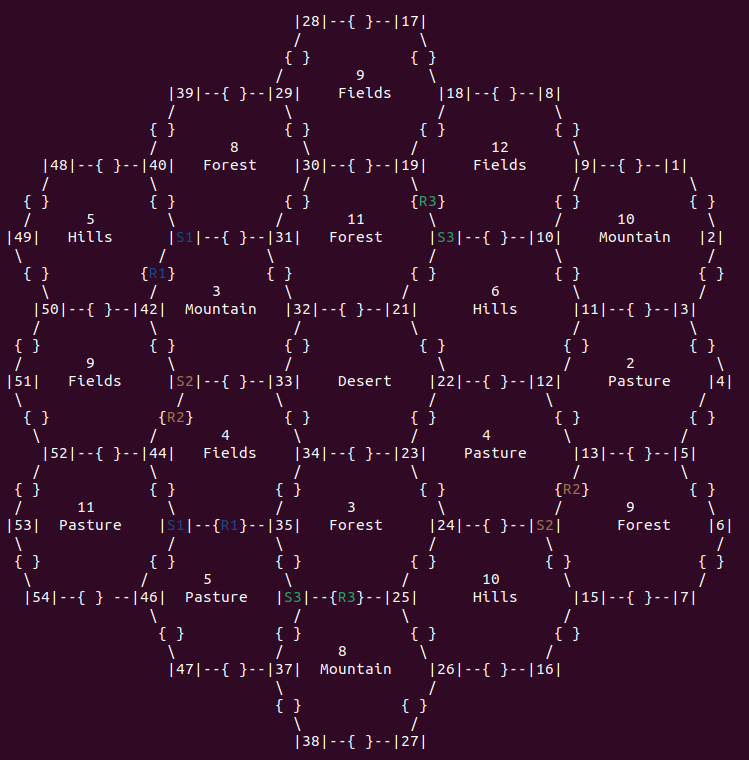 |28|--{ }--|17|
/ \
{ } { }
/ 9 \
|39|--{ }--|29| Fields |18|--{ }--|8|
/ \ / \
{ } { } { } { }
/ 8 \ / 12 \
|48|--{ }--|40| Forest |30|--{ }--|19| Fields |9|--{ }--|1|
/ \ / \ / \
{ } { } { } {R3} { } { }
/ 5 \ / 11 \ / 10 \
|49| Hills |S1|--{ }--|31| Forest |S3|--{ }--|10| Mountain |2|
\ / \ / \ /
{ } {R1} { } { } { } { }
\ / 3 \ / 6 \ /
|50|--{ }--|42| Mountain |32|--{ }--|21| Hills |11|--{ }--|3|
/ \ / \ / \
{ } { } { } { } { } { }
/ 9 \ / \ / 2 \
|51| Fields |S2|--{ }--|33| Desert |22|--{ }--|12| Pasture |4|
\ / \ / \ /
{ } {R2} { } { } { } { }
\ / 4 \ / 4 \ /
|52|--{ }--|44| Fields |34|--{ }--|23| Pasture |13|--{ }--|5|
/ \ / \ / \
{ } { } { } { } {R2} { }
/ 11 \ / 3 \ / 9 \
|53| Pasture |S1|--{R1}--|35| Forest |24|--{ }--|S2| Forest |6|
\ / \ / \ /
{ } { } { } { } { } { }
\ / 5 \ / 10 \ /
|54|--{ } --|46| Pasture |S3|--{R3}--|25| Hills |15|--{ }--|7|
\ / \ /
{ } { } { } { }
\ / 8 \ /
|47|--{ }--|37| Mountain |26|--{ }--|16|
\ /
{ } { }
\ /
|38|--{ }--|27|